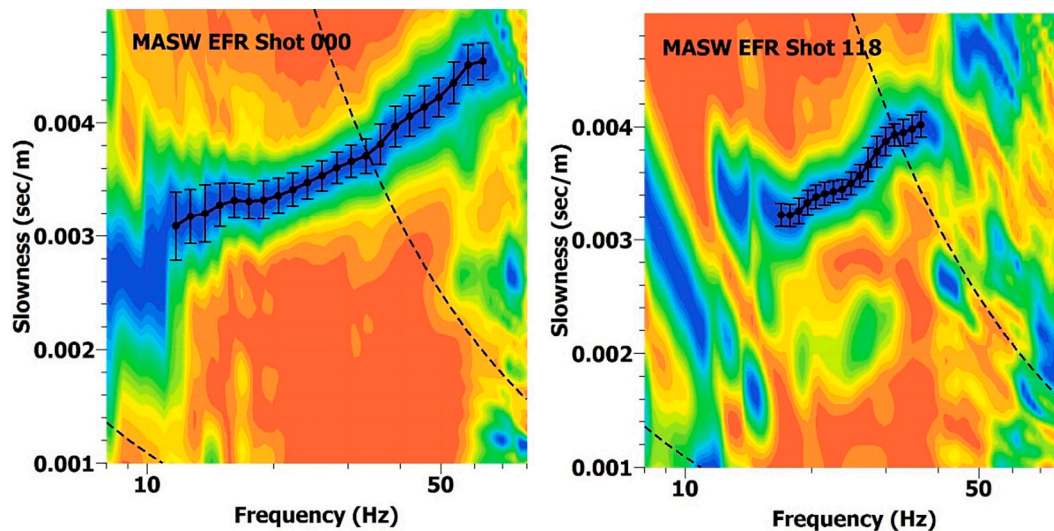 MASW EFR Shot 000
Slowness (sec/m)
0.004
0.003
0.002
0.001
10
50
Frequency (Hz)
MASW EFR Shot 118
Slowness (sec/m)
0.004
0.003
0.002
0.001
10
50
Frequency (Hz)